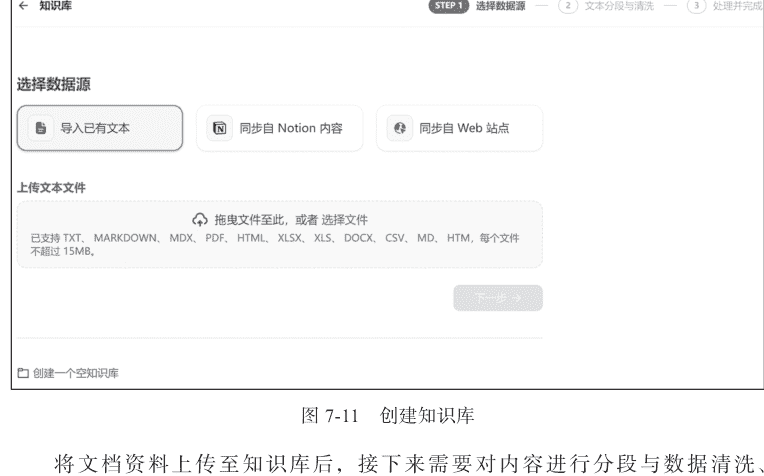 ← 知识库 STEP 1 选择数据源 — 2 文本分段与清洗 — 3 处理并完成
选择数据源
导入已有文本 同步自 Notion 内容 同步自 Web 站点
上传文本文件
拖曳文件至此，或者 选择文件
已支持 TXT、 MARKDOWN、 MDX、 PDF、 HTML、 XLSX、 XLS、 DOCX、 CSV、 MD、 HTM，每个文件
不超过 15MB。
下一步 →
创建一个空知识库
图 7-11 创建知识库
将文档资料上传至知识库后，接下来需要对内容进行分段与数据清洗、